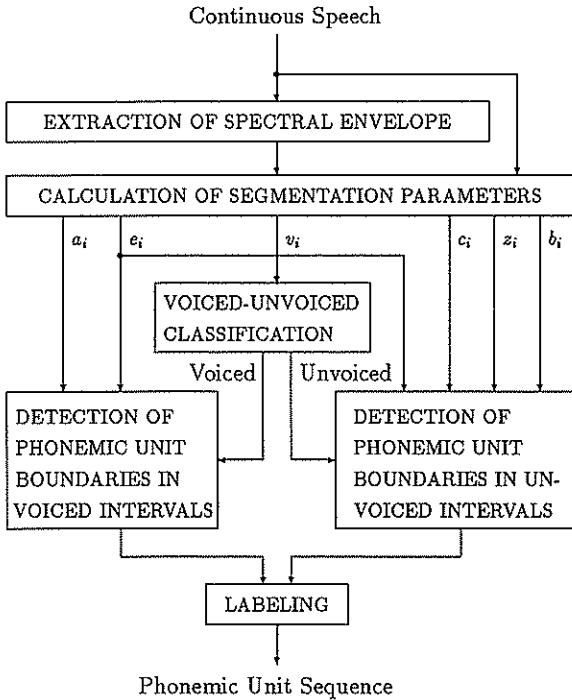 Continuous Speech
EXTRACTION OF SPECTRAL ENVELOPE
CALCULATION OF SEGMENTATION PARAMETERS
a_i e_i v_i c_i z_i b_i
VOICED-UNVOICED
CLASSIFICATION
Voiced Unvoiced
DETECTION OF
PHONEMIC UNIT
BOUNDARIES IN
VOICED INTERVALS
DETECTION OF
PHONEMIC UNIT
BOUNDARIES IN UN-
VOICED INTERVALS
LABELING
Phonemic Unit Sequence